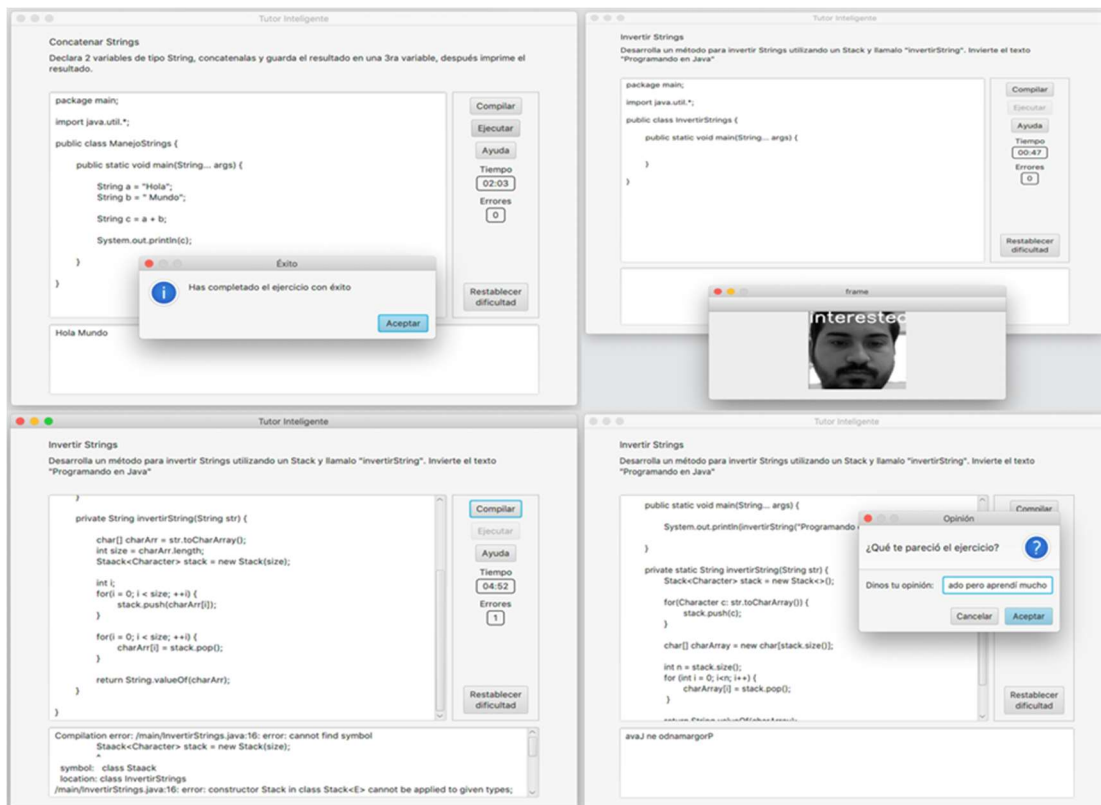 Tutor Inteligente
Concatenar Strings
Declara 2 variables de tipo String, concatenalas y guarda el resultado en una 3ra variable, después imprime el
resultado.
package main;
import java.util.*;
public class ManejoStrings {
public static void main(String... args) {
String a = "Hola";
String b = " Mundo";
String c = a + b;
System.out.println(c);
}
}
Compilar
Ejecutar
Ayuda
Tiempo
02:03
Errores
0
Restablecer
dificultad
Éxito
Has completado el ejercicio con éxito
Aceptar
Hola Mundo
Tutor Inteligente
Invertir Strings
Desarrolla un método para invertir Strings utilizando un Stack y llamalo "invertirString". Invierte el texto
"Programando en Java"
package main;
import java.util.*;
public class InvertirStrings {
public static void main(String... args) {
}
}
Compilar
Ejecutar
Ayuda
Tiempo
00:47
Errores
0
Restablecer
dificultad
frame
Interested
Tutor Inteligente
Invertir Strings
Desarrolla un método para invertir Strings utilizando un Stack y llamalo "invertirString". Invierte el texto
"Programando en Java"
}
private String invertirString(String str) {
char[] charArr = str.toCharArray();
int size = charArr.length;
Staack<Character> stack = new Stack(size);
int i;
for(i = 0; i < size; ++i) {
stack.push(charArr[i]);
}
for(i = 0; i < size; ++i) {
charArr[i] = stack.pop();
}
return String.valueOf(charArr);
}
}
Compilar
Ejecutar
Ayuda
Tiempo
04:52
Errores
1
Restablecer
dificultad
Compilation error: /main/InvertirStrings.java:16: error: cannot find symbol
Staack<Character> stack = new Stack(size);
^
symbol: class Staack
location: class InvertirStrings
/main/InvertirStrings.java:16: error: constructor Stack in class Stack<E> cannot be applied to given types;
Tutor Inteligente
Invertir Strings
Desarrolla un método para invertir Strings utilizando un Stack y llamalo "invertirString". Invierte el texto
"Programando en Java"
public static void main(String... args) {
System.out.println(invertirString("Programando
}
private static String invertirString(String str) {
Stack<Character> stack = new Stack<>();
for(Character c: str.toCharArray()) {
stack.push(c);
}
char[] charArray = new char[stack.size()];
int n = stack.size();
for (int i = 0; i<n; i++) {
charArray[i] = stack.pop();
}
return String.valueOf(charArray);
Compilar
Opinión
¿Qué te pareció el ejercicio?
Dinos tu opinión:
ado pero aprendí mucho
Cancelar
Aceptar
Restablecer
dificultad
avaJ ne odnamargorP